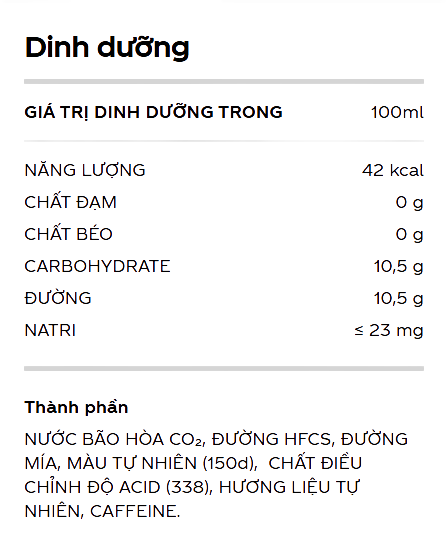 Dinh dưỡng
GIÁ TRỊ DINH DƯỠNG TRONG 100ml
NĂNG LƯỢNG 42 kcal
CHẤT ĐẠM 0 g
CHẤT BÉO 0 g
CARBOHYDRATE 10,5 g
ĐƯỜNG 10,5 g
NATRI ≤ 23 mg
Thành phần
NƯỚC BÃO HÒA CO₂, ĐƯỜNG HFCS, ĐƯỜNG
MÍA, MÀU TỰ NHIÊN (150d), CHẤT ĐIỀU
CHỈNH ĐỘ ACID (338), HƯƠNG LIỆU TỰ
NHIÊN, CAFFEINE.